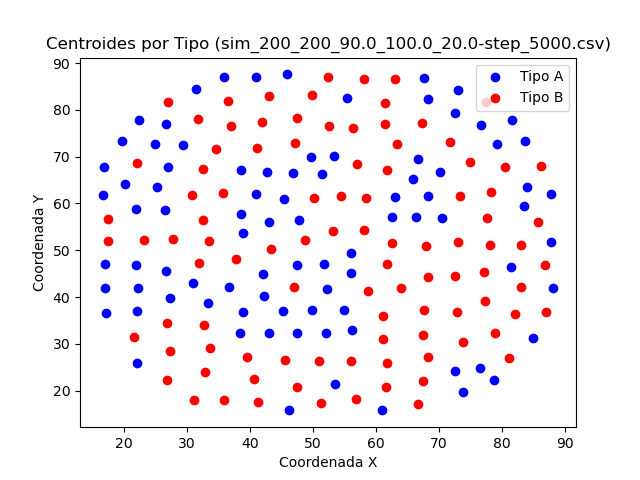 Centroides por Tipo (sim_200_200_90.0_100.0_20.0-step_5000.csv)
Tipo A
Tipo B
90
80
70
60
50
40
30
20
Coordenada Y
20 30 40 50 60 70 80 90
Coordenada X